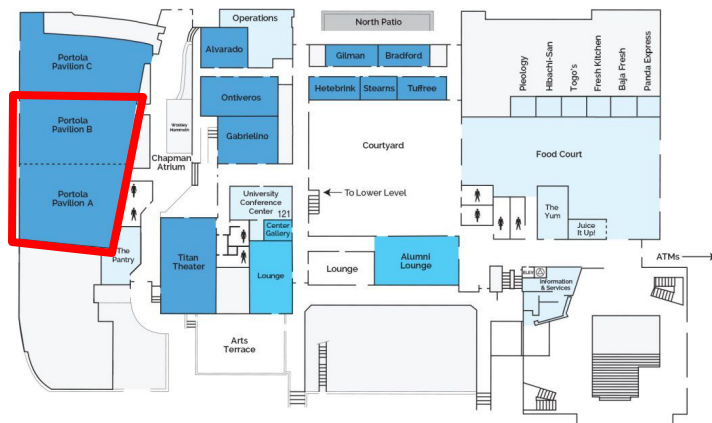 Operations
North Patio
Portola
Pavilion C
Alvarado
Gilman
Bradford
Pieology
Hibachi-San
Togo's
Fresh Kitchen
Baja Fresh
Panda Express
Hetebrink
Stearns
Tuffree
Ontiveros
Portola
Pavilion B
Gabrielino
Courtyard
Food Court
Chapman
Atrium
Portola
Pavilion A
To Lower Level
University
Conference
Center
121
Center
Gallery
The
Yum
Juice
It Up!
The
Pantry
Titan
Theater
Lounge
Lounge
Alumni
Lounge
ATMs
ELEV
Information
& Services
Arts
Terrace